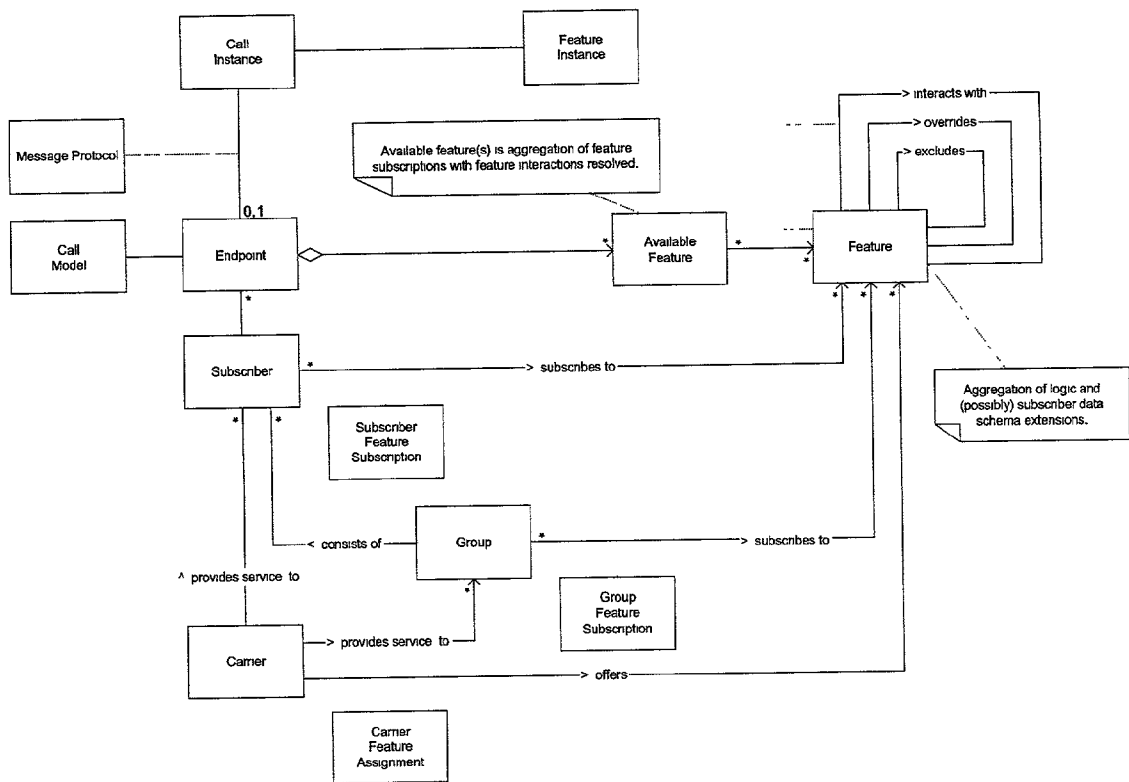 Call
Instance
Feature
Instance
> interacts with
> overrides
> excludes
Message Protocol
Available feature(s) is aggregation of feature
subscriptions with feature interactions resolved.
0,1
Call
Model
Endpoint
*
Available
Feature
*
*
Feature
*
Subscriber
*
> subscribes to
*
*
*
*
*
Aggregation of logic and
(possibly) subscriber data
schema extensions.
Subscriber
Feature
Subscription
< consists of
Group
*
> subscribes to
^ provides service to
*
Group
Feature
Subscription
Carrier
> provides service to
> offers
Carrier
Feature
Assignment